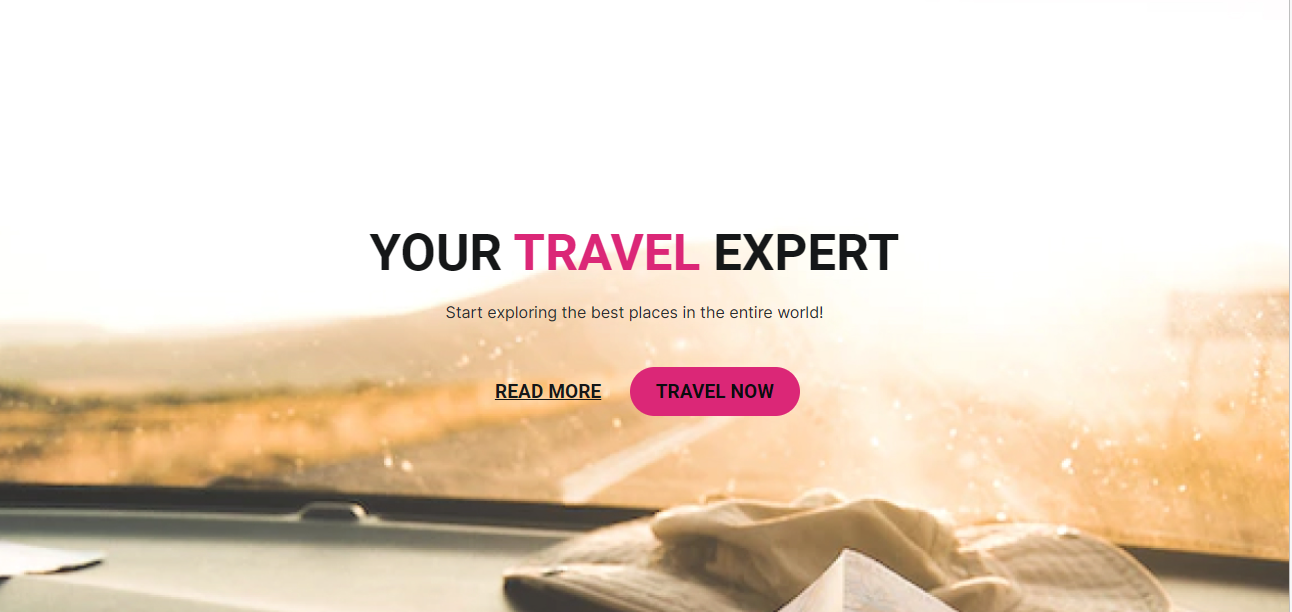 YOUR TRAVEL EXPERT
Start exploring the best places in the entire world!
READ MORE TRAVEL NOW